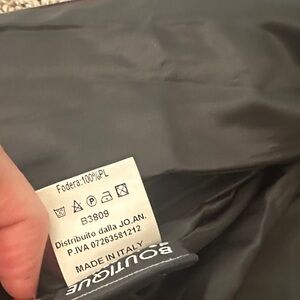 Fodera:100%PL
B3809
Distribuito dalla JO.AN.
P.IVA 07263581212
MADE IN ITALY
BOUTIQUE